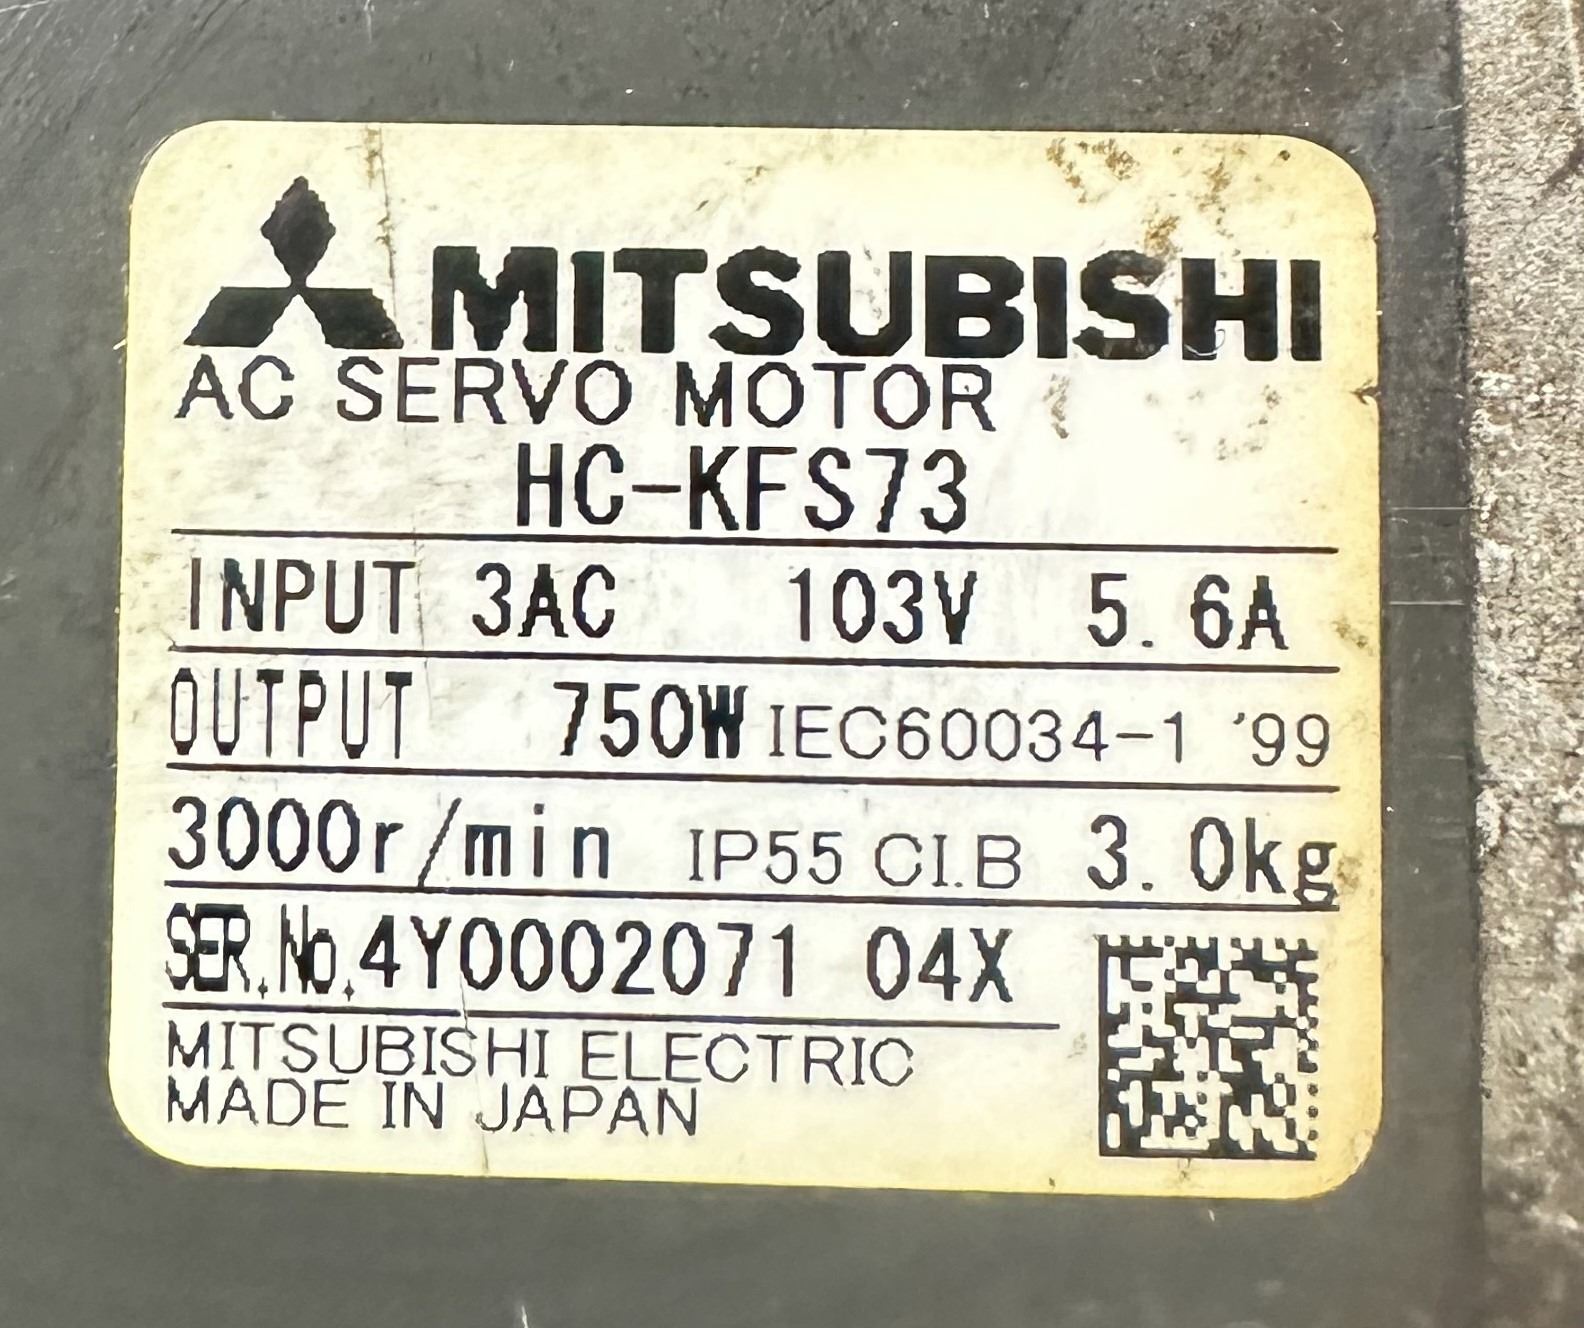 MITSUBISHI
AC SERVO MOTOR
HC-KFS73
INPUT 3AC 103V 5.6A
OUTPUT 750W IEC60034-1 '99
3000r/min IP55 CI.B 3.0kg
SER.No.4Y0002071 04X
MITSUBISHI ELECTRIC
MADE IN JAPAN